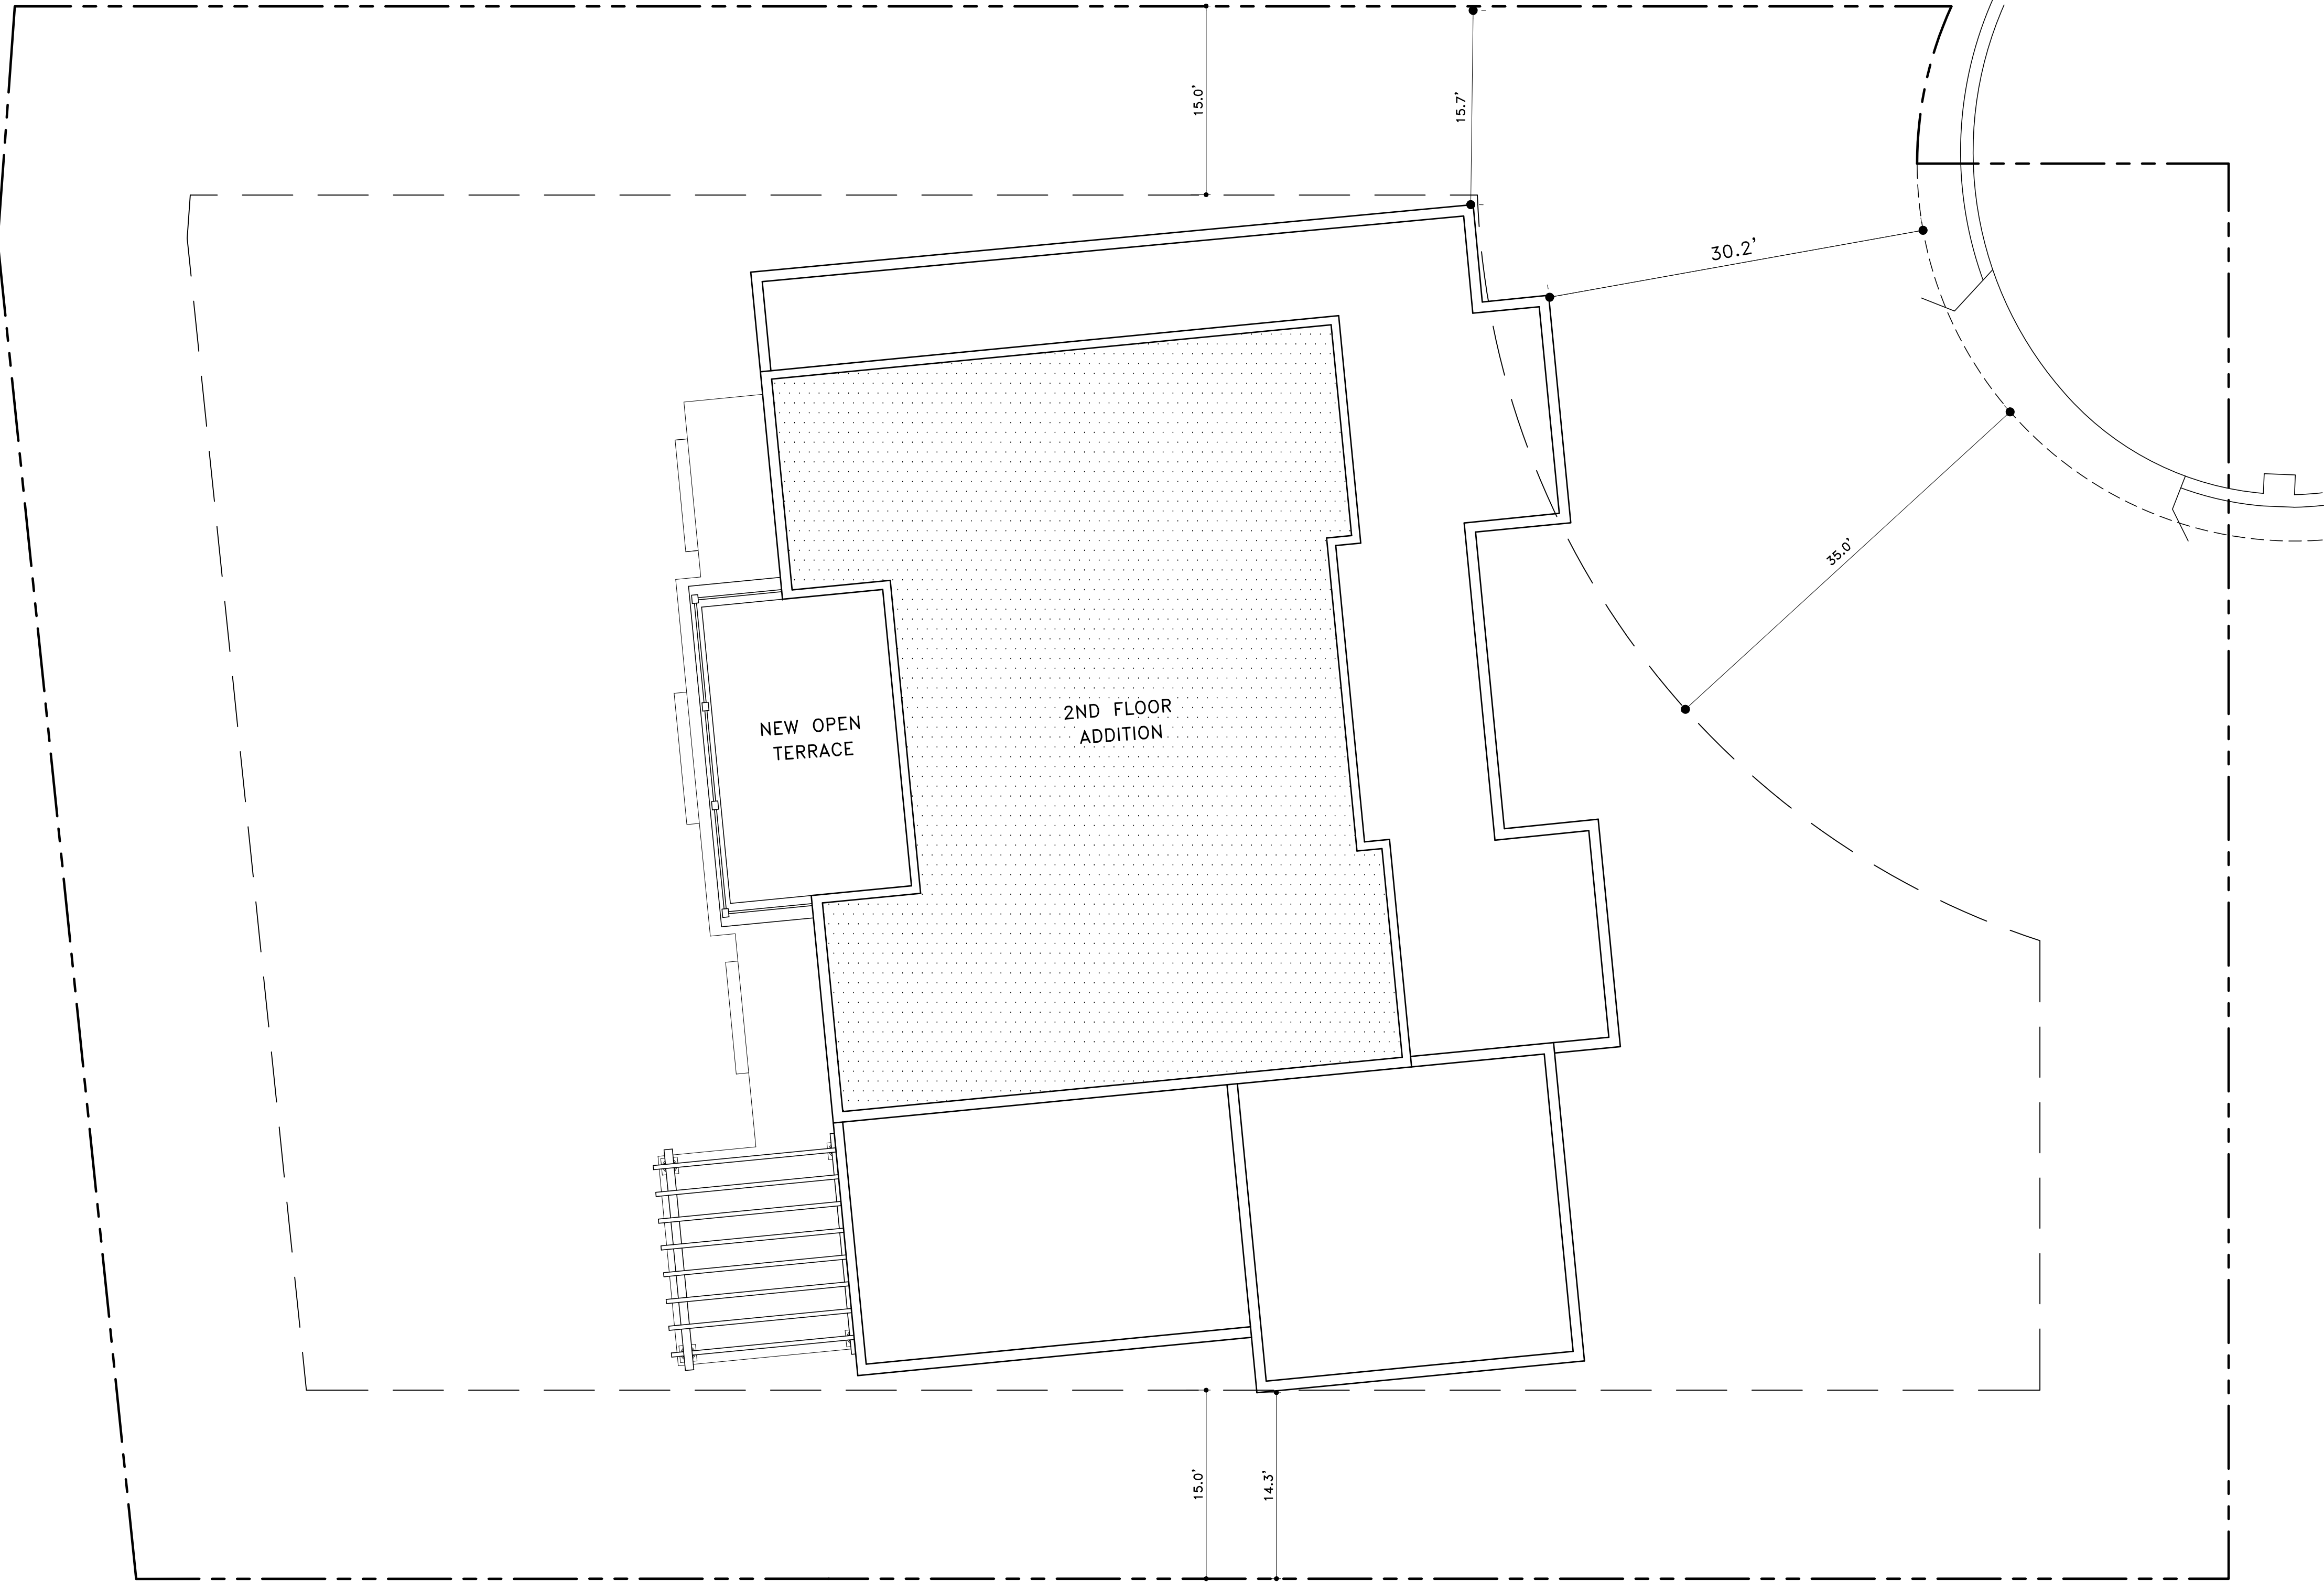 15.0'
15.7'
30.2'
35.0'
NEW OPEN
TERRACE
2ND FLOOR
ADDITION
15.0'
14.3'